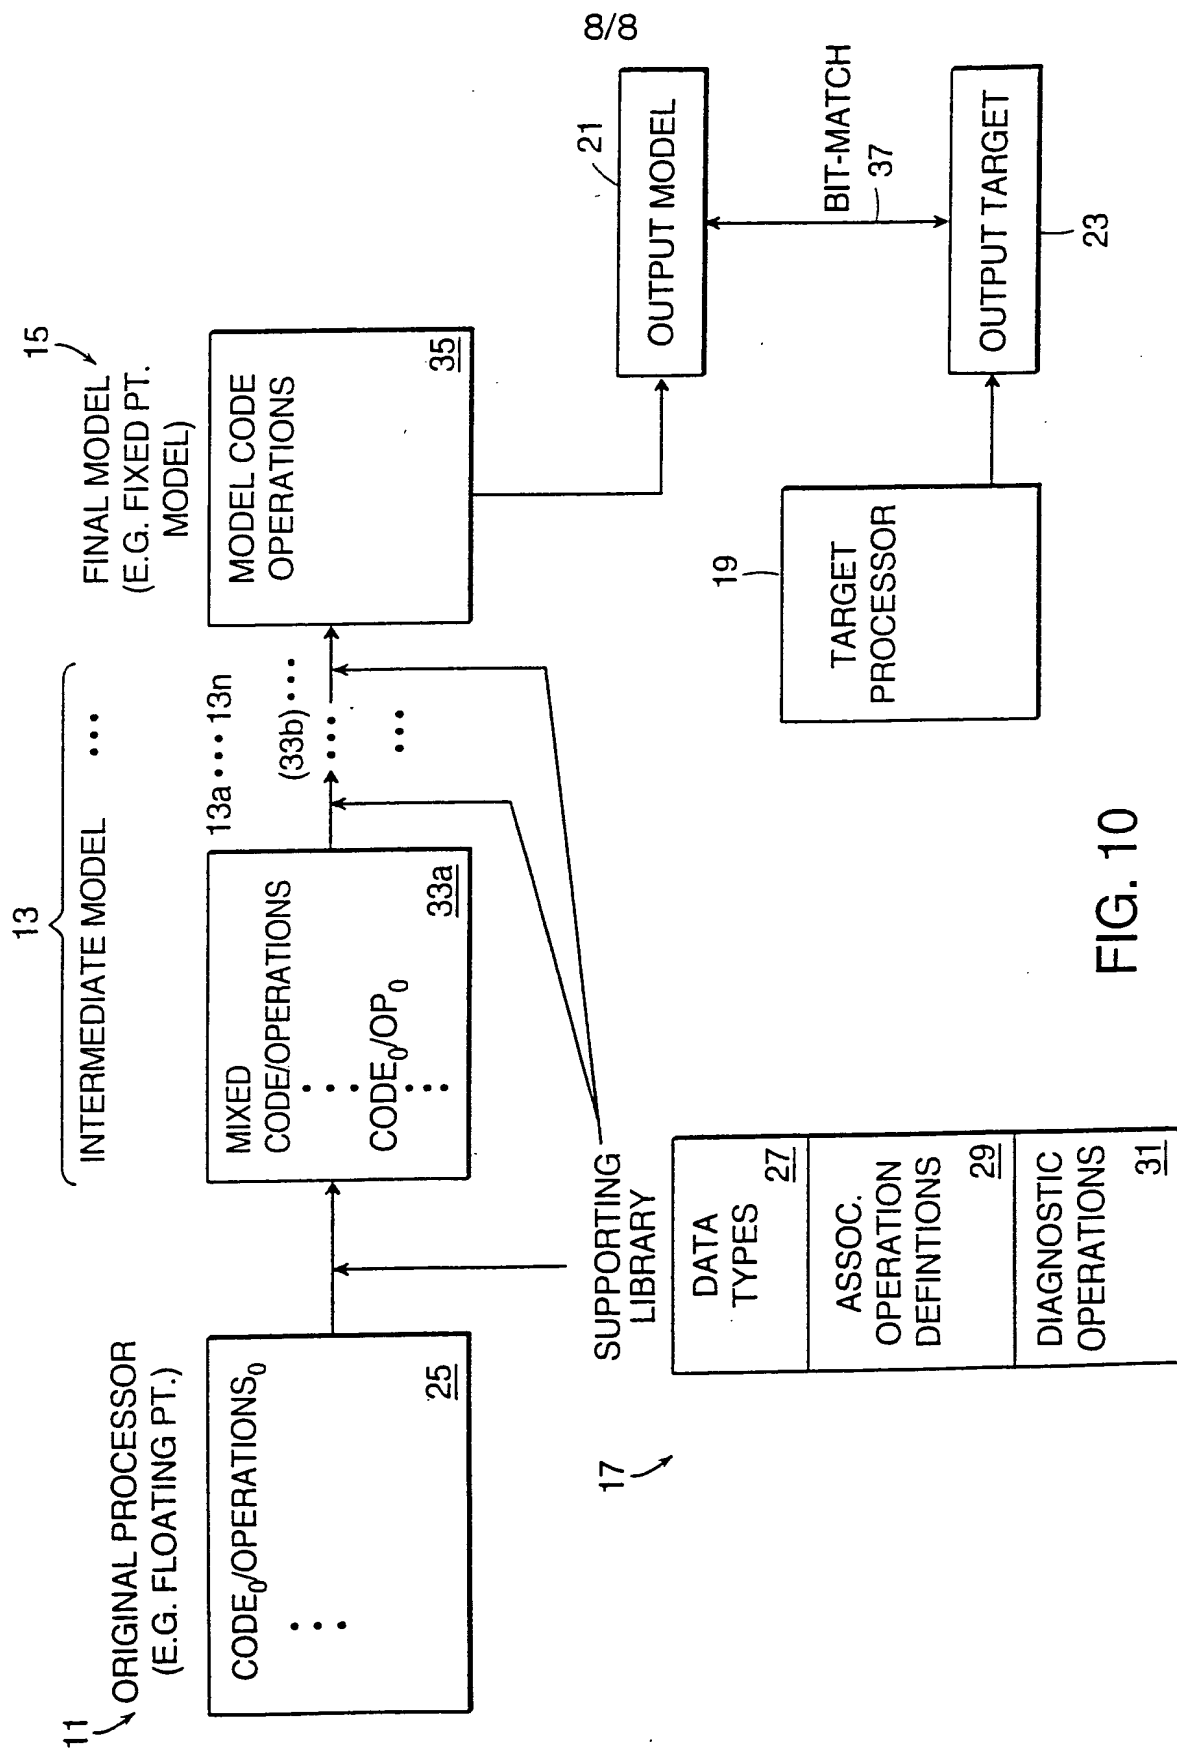 8/8
11
ORIGINAL PROCESSOR
(E.G. FLOATING PT.)
CODE₀/OPERATIONS₀
25
13
INTERMEDIATE MODEL ...
13a ···· 13n
(33b) ...
MIXED
CODE/OPERATIONS
CODE₀/OP₀
33a
15
FINAL MODEL
(E.G. FIXED PT.
MODEL)
MODEL CODE
OPERATIONS
35
17
SUPPORTING
LIBRARY
DATA
TYPES
27
ASSOC.
OPERATION
DEFINTIONS
29
DIAGNOSTIC
OPERATIONS
31
19
TARGET
PROCESSOR
21
OUTPUT MODEL
BIT-MATCH
37
OUTPUT TARGET
23
FIG. 10